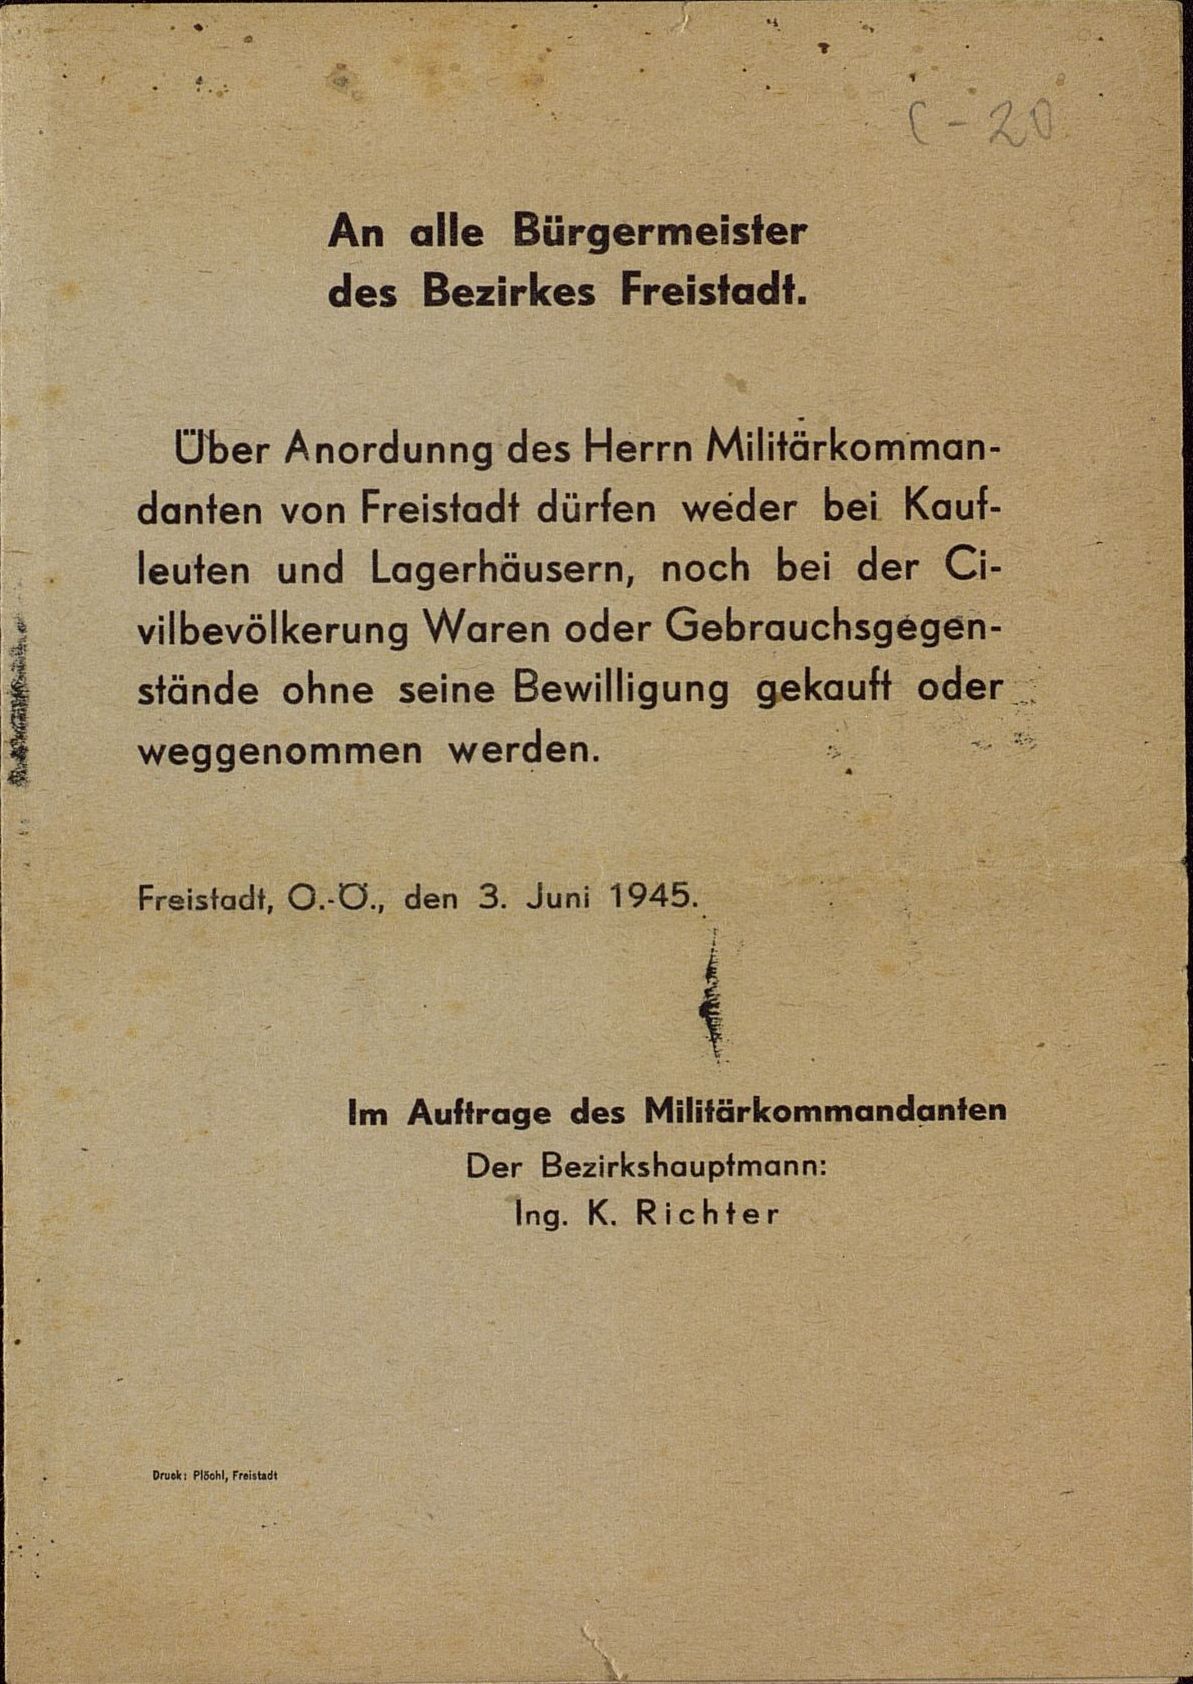 C-20
An alle Bürgermeister
des Bezirkes Freistadt.
Über Anordunng des Herrn Militärkomman-
danten von Freistadt dürfen weder bei Kauf-
leuten und Lagerhäusern, noch bei der Ci-
vilbevölkerung Waren oder Gebrauchsgegen-
stände ohne seine Bewilligung gekauft oder
weggenommen werden.
Freistadt, O.-Ö., den 3. Juni 1945.
Im Auftrage des Militärkommandanten
Der Bezirkshauptmann:
Ing. K. Richter
Druck: Plöchl, Freistadt